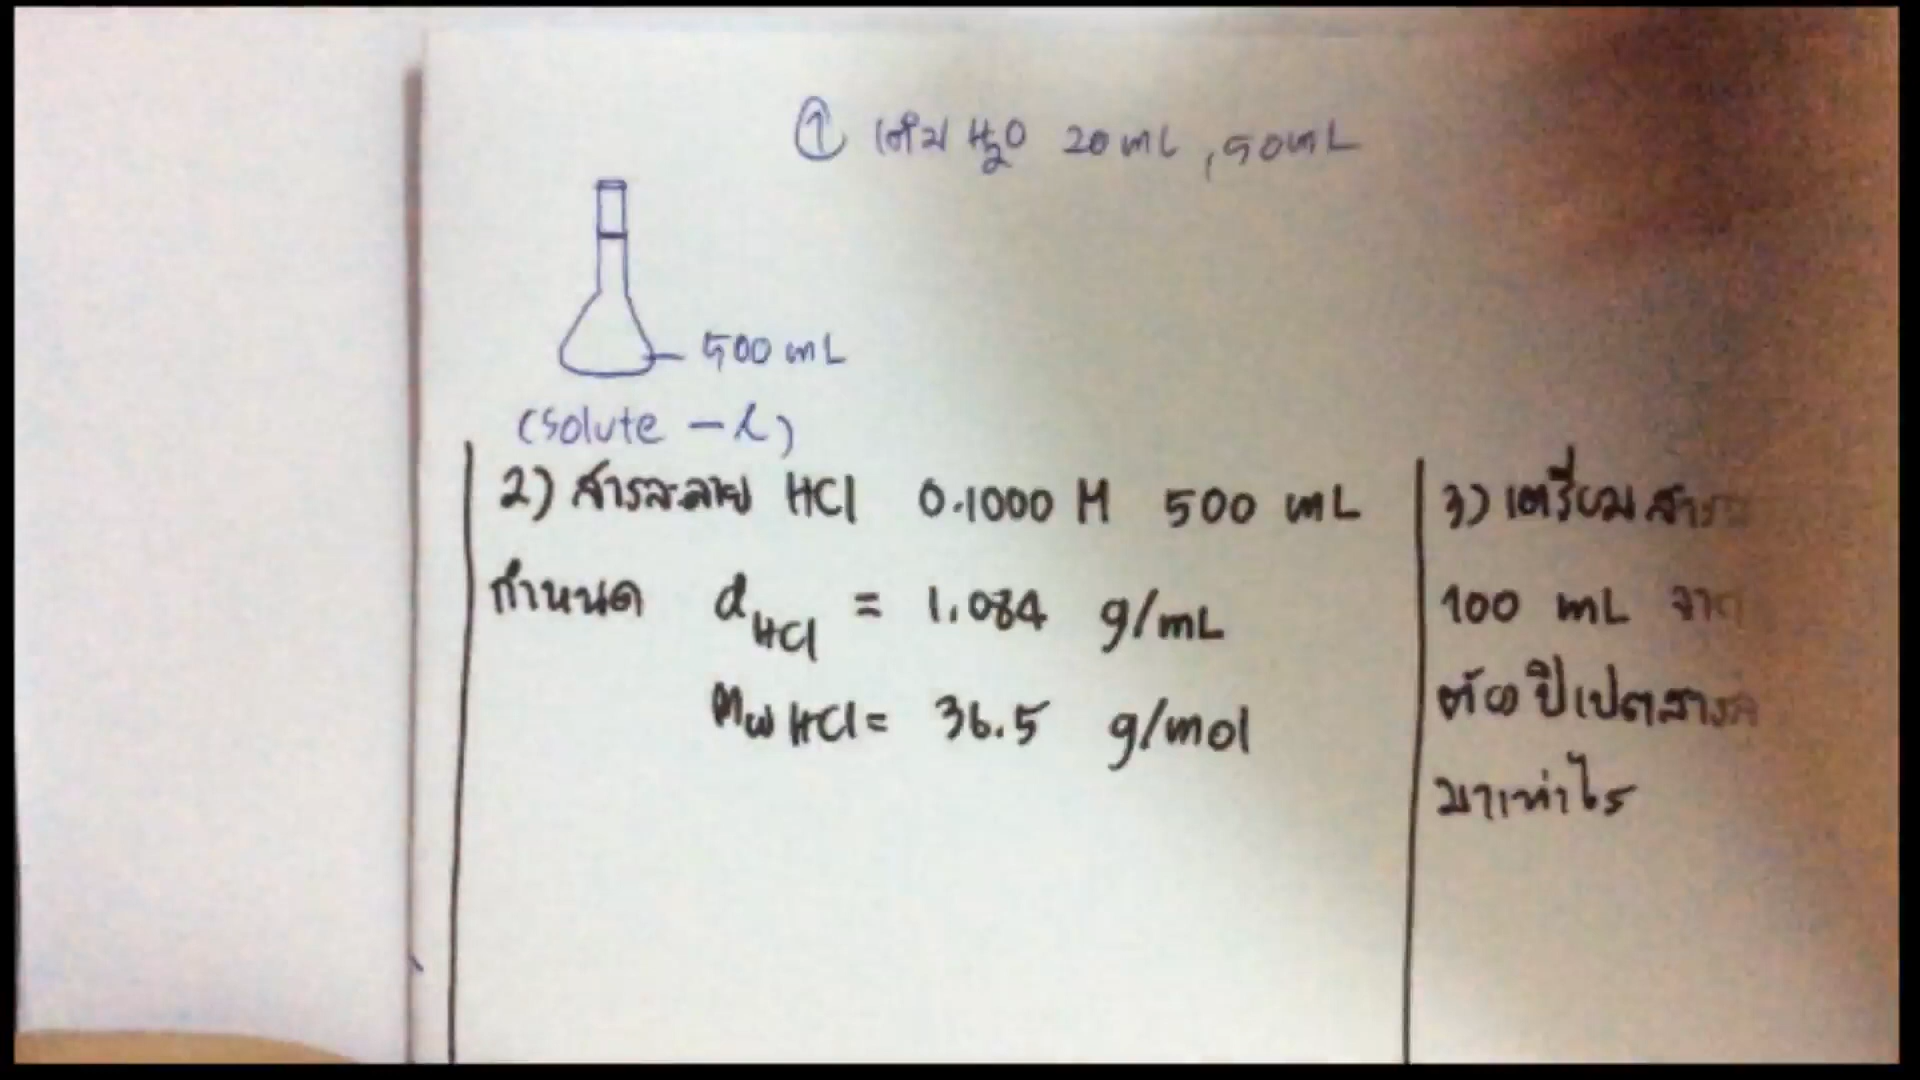 ① เติม H₂O 20 mL , 50 mL
500 mL
(solute - l)
2) สารละลาย HCl 0.1000 M 500 mL
กำหนด d HCl = 1.084 g/mL
Mw HCl = 36.5 g/mol
3) เตรียมสาร
100 mL จาก
ต้องปิเปตสาร
มาเท่าไร